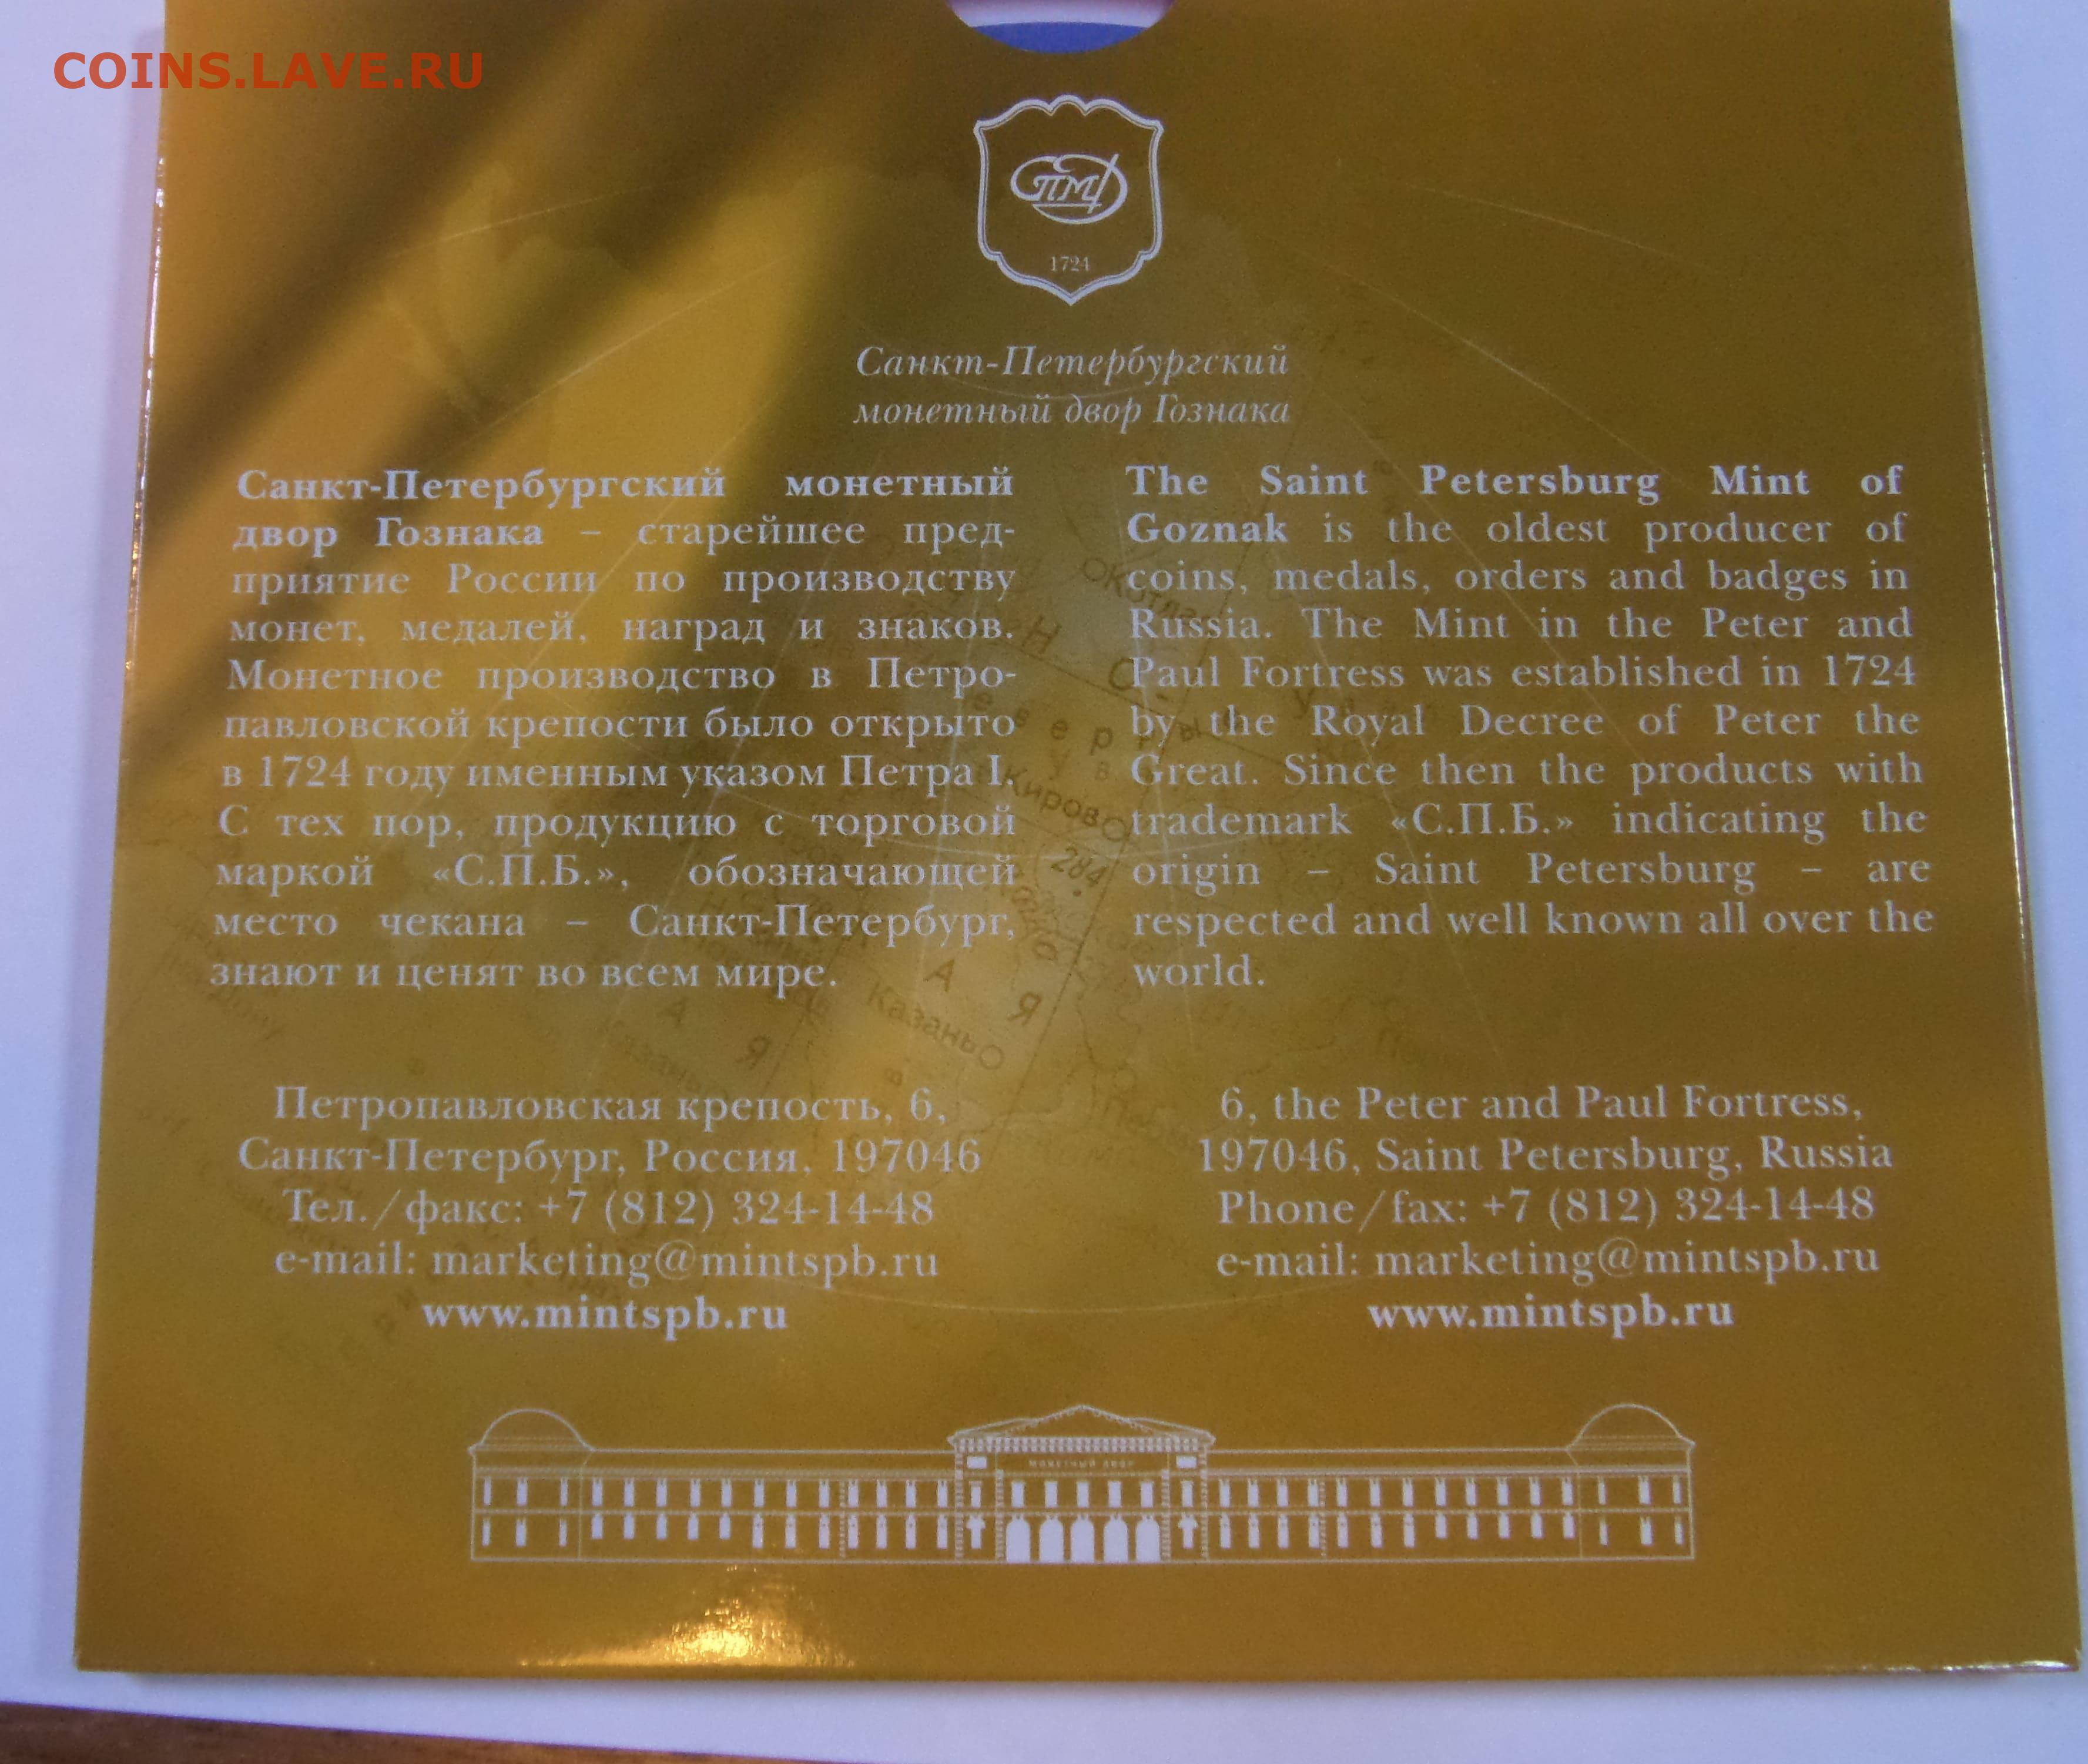 COINS.LAVE.RU
СПМД
1724
Санкт-Петербургский
монетный двор Гознака
Санкт-Петербургский монетный
двор Гознака – старейшее пред-
приятие России по производству
монет, медалей, наград и знаков.
Монетное производство в Петро-
павловской крепости было открыто
в 1724 году именным указом Петра I.
С тех пор, продукцию с торговой
маркой «С.П.Б.», обозначающей
место чекана – Санкт-Петербург,
знают и ценят во всем мире.
The Saint Petersburg Mint of
Goznak is the oldest producer of
coins, medals, orders and badges in
Russia. The Mint in the Peter and
Paul Fortress was established in 1724
by the Royal Decree of Peter the
Great. Since then the products with
trademark «С.П.Б.» indicating the
origin – Saint Petersburg – are
respected and well known all over the
world.
Котлас
Киров
284
Казань
Петропавловская крепость, 6,
Санкт-Петербург, Россия, 197046
Тел./факс: +7 (812) 324-14-48
e-mail: marketing@mintspb.ru
www.mintspb.ru
6, the Peter and Paul Fortress,
197046, Saint Petersburg, Russia
Phone/fax: +7 (812) 324-14-48
e-mail: marketing@mintspb.ru
www.mintspb.ru
МОНЕТНЫЙ ДВОР